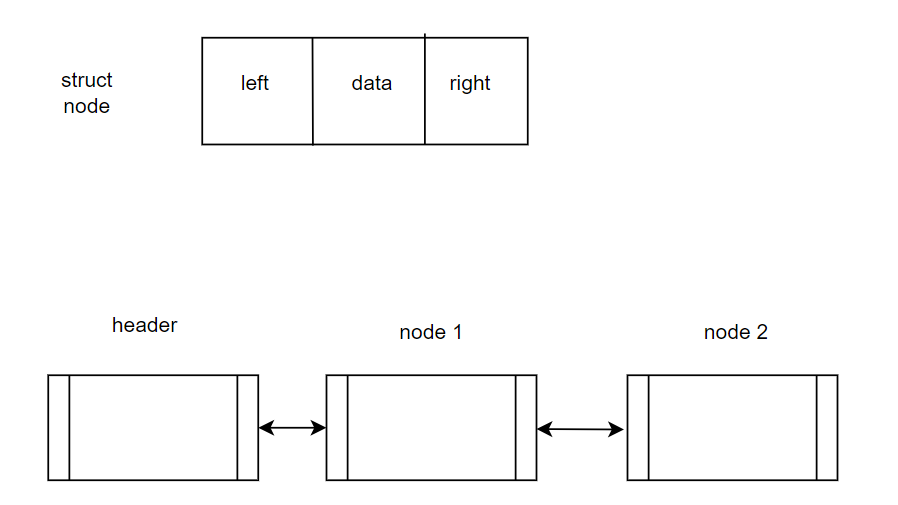 struct
node
left
data
right
header
node 1
node 2